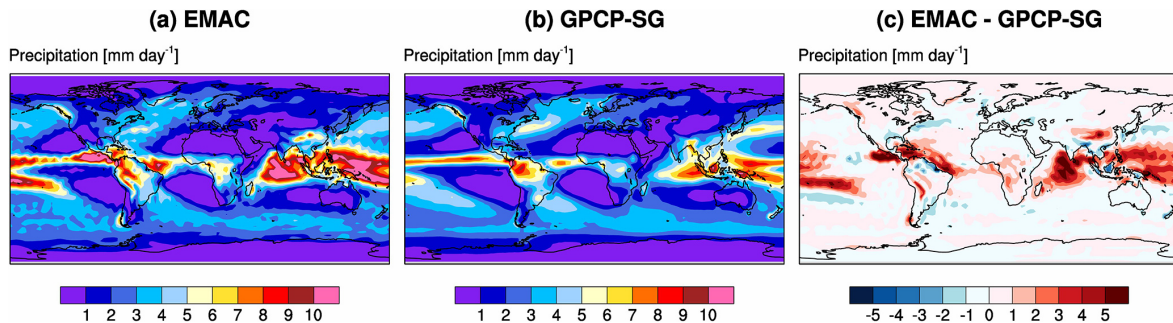 (a) EMAC
(b) GPCP-SG
(c) EMAC - GPCP-SG
Precipitation [mm day⁻¹]
Precipitation [mm day⁻¹]
Precipitation [mm day⁻¹]
1 2 3 4 5 6 7 8 9 10
1 2 3 4 5 6 7 8 9 10
-5 -4 -3 -2 -1 0 1 2 3 4 5